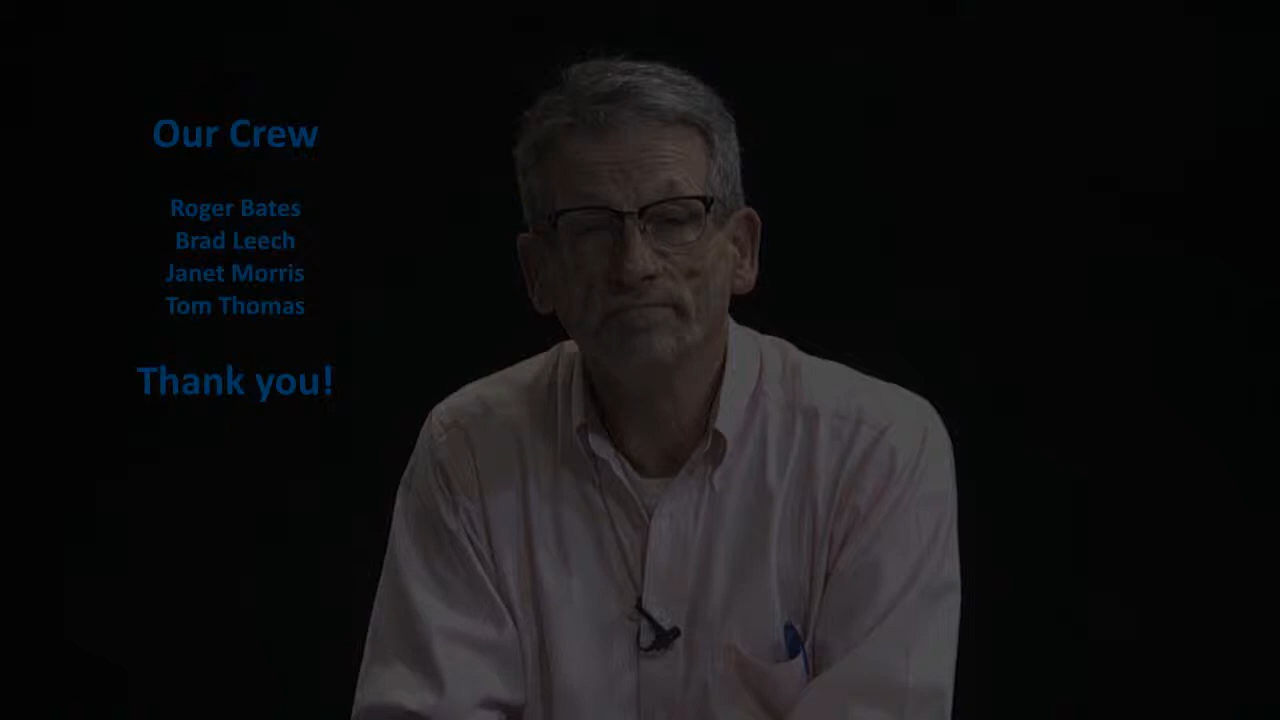 Our Crew
Roger Bates
Brad Leech
Janet Morris
Tom Thomas
Thank you!